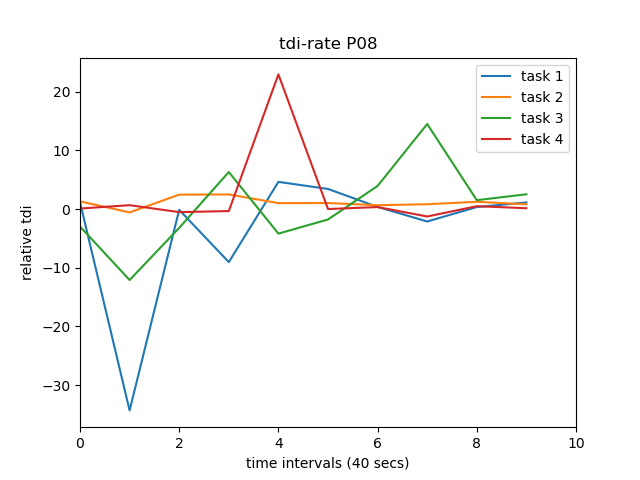 tdi-rate P08
task 1
task 2
task 3
task 4
20
10
0
−10
−20
−30
relative tdi
0 2 4 6 8 10
time intervals (40 secs)